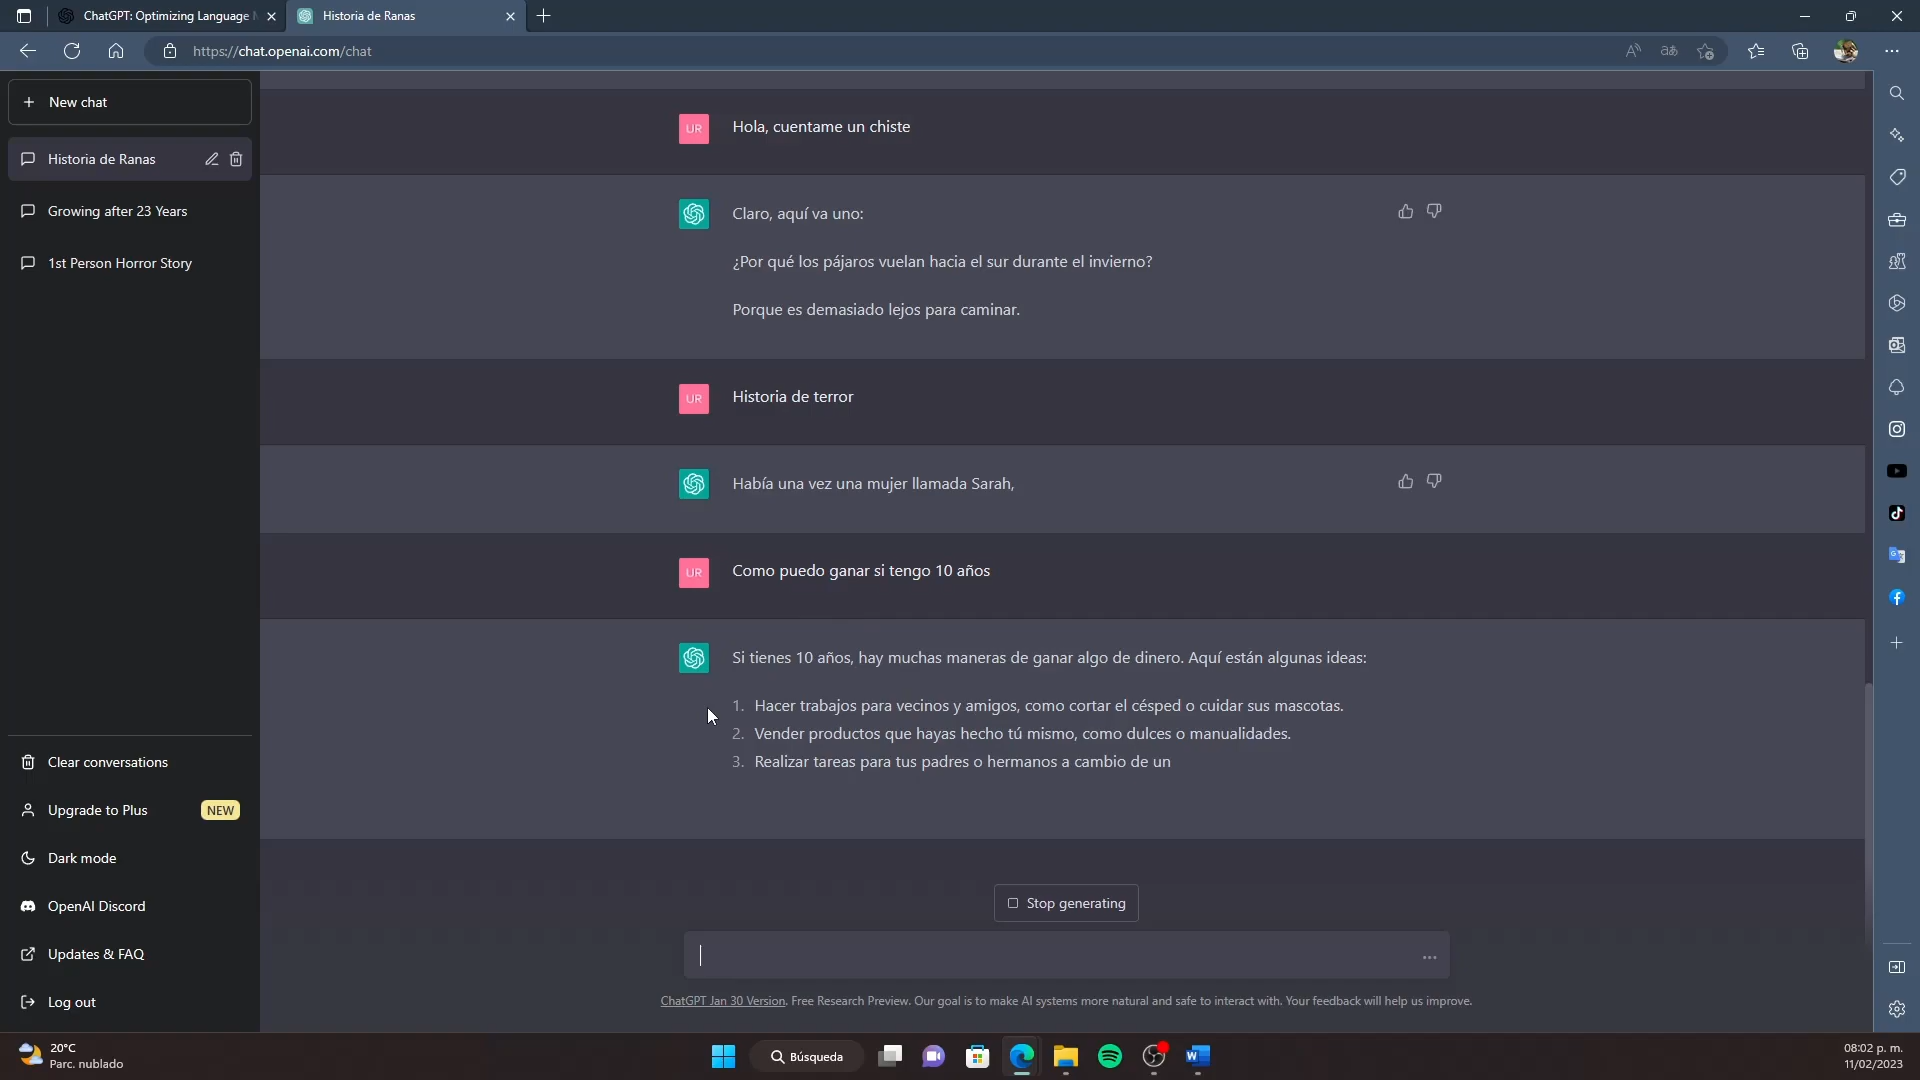 ChatGPT: Optimizing Language
Historia de Ranas
https://chat.openai.com/chat
New chat
Historia de Ranas
Growing after 23 Years
1st Person Horror Story
Clear conversations
Upgrade to Plus NEW
Dark mode
OpenAI Discord
Updates & FAQ
Log out
UR Hola, cuentame un chiste
Claro, aquí va uno:
¿Por qué los pájaros vuelan hacia el sur durante el invierno?
Porque es demasiado lejos para caminar.
UR Historia de terror
Había una vez una mujer llamada Sarah,
UR Como puedo ganar si tengo 10 años
Si tienes 10 años, hay muchas maneras de ganar algo de dinero. Aquí están algunas ideas:
1. Hacer trabajos para vecinos y amigos, como cortar el césped o cuidar sus mascotas.
2. Vender productos que hayas hecho tú mismo, como dulces o manualidades.
3. Realizar tareas para tus padres o hermanos a cambio de un
Stop generating
ChatGPT Jan 30 Version. Free Research Preview. Our goal is to make AI systems more natural and safe to interact with. Your feedback will help us improve.
20°C
Parc. nublado
Búsqueda
08:02 p. m.
11/02/2023